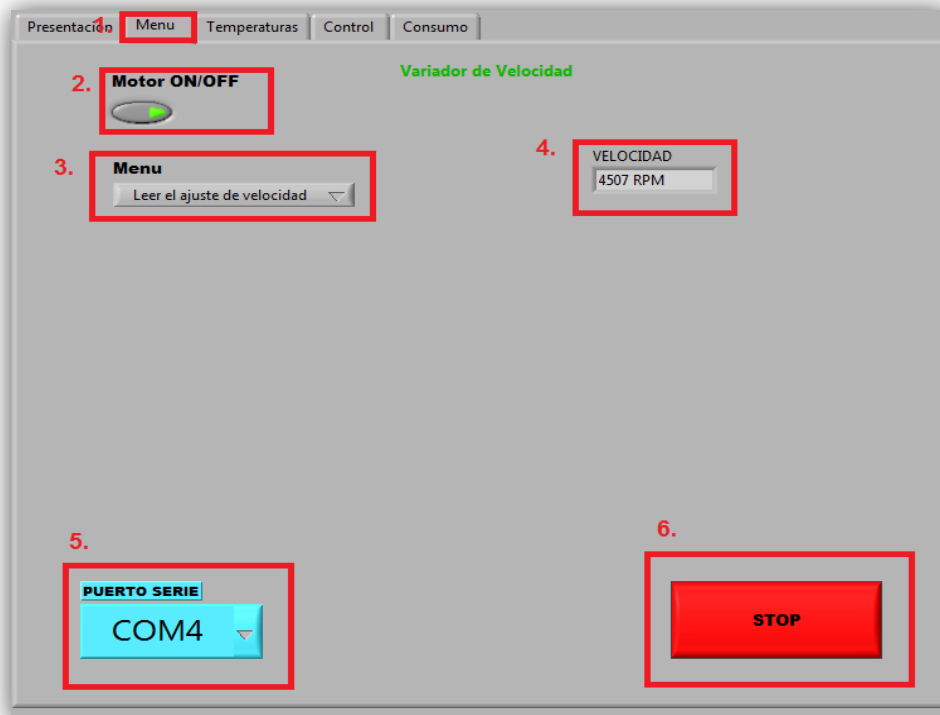 Presentación 1. Menu Temperaturas Control Consumo
Variador de Velocidad
2. Motor ON/OFF
3. Menu
Leer el ajuste de velocidad
4. VELOCIDAD
4507 RPM
5.
PUERTO SERIE
COM4
6.
STOP